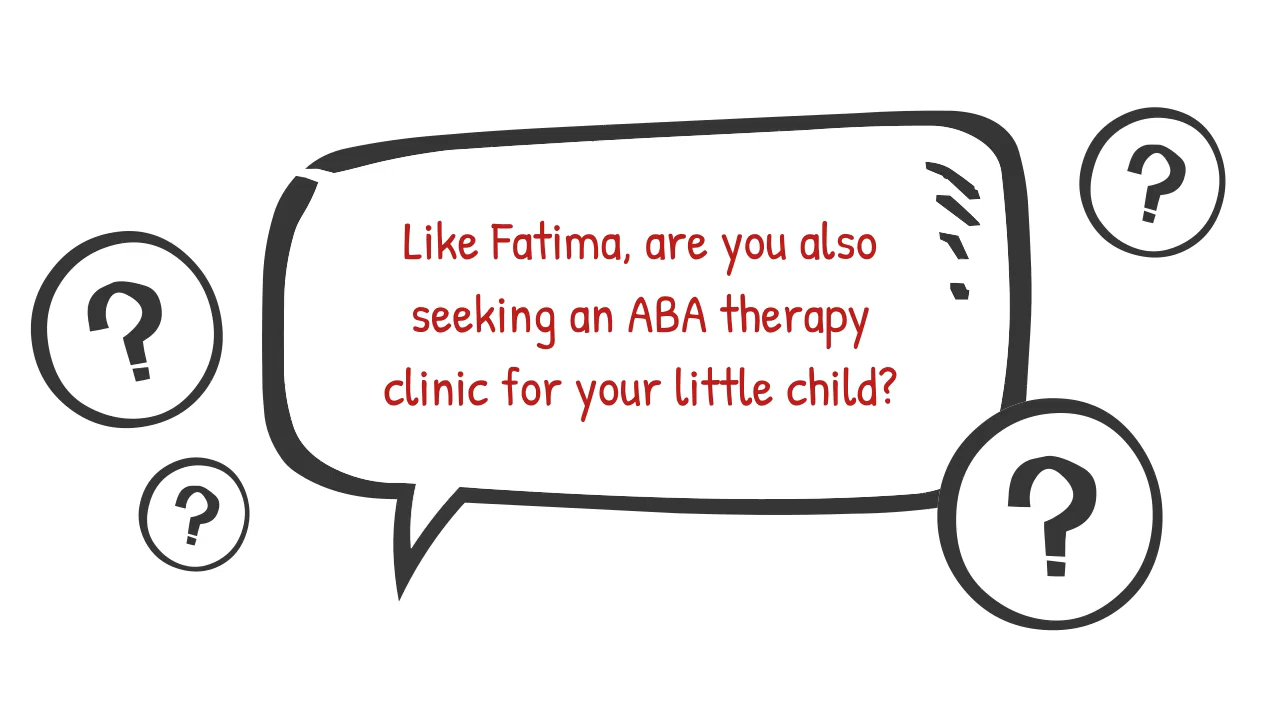 Like Fatima, are you also
seeking an ABA therapy
clinic for your little child?
?
?
?
?